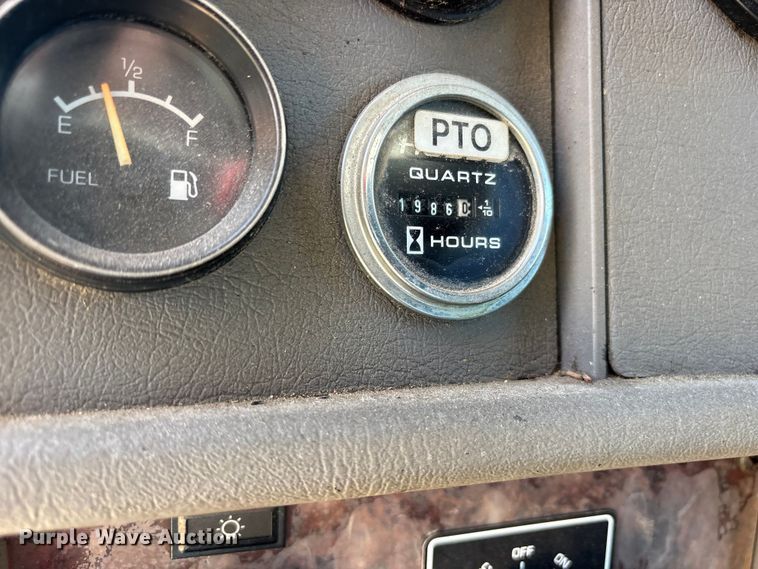 1/2
E F
FUEL
PTO
QUARTZ
19860 1/10
HOURS
OFF
ON
Purple Wave Auction